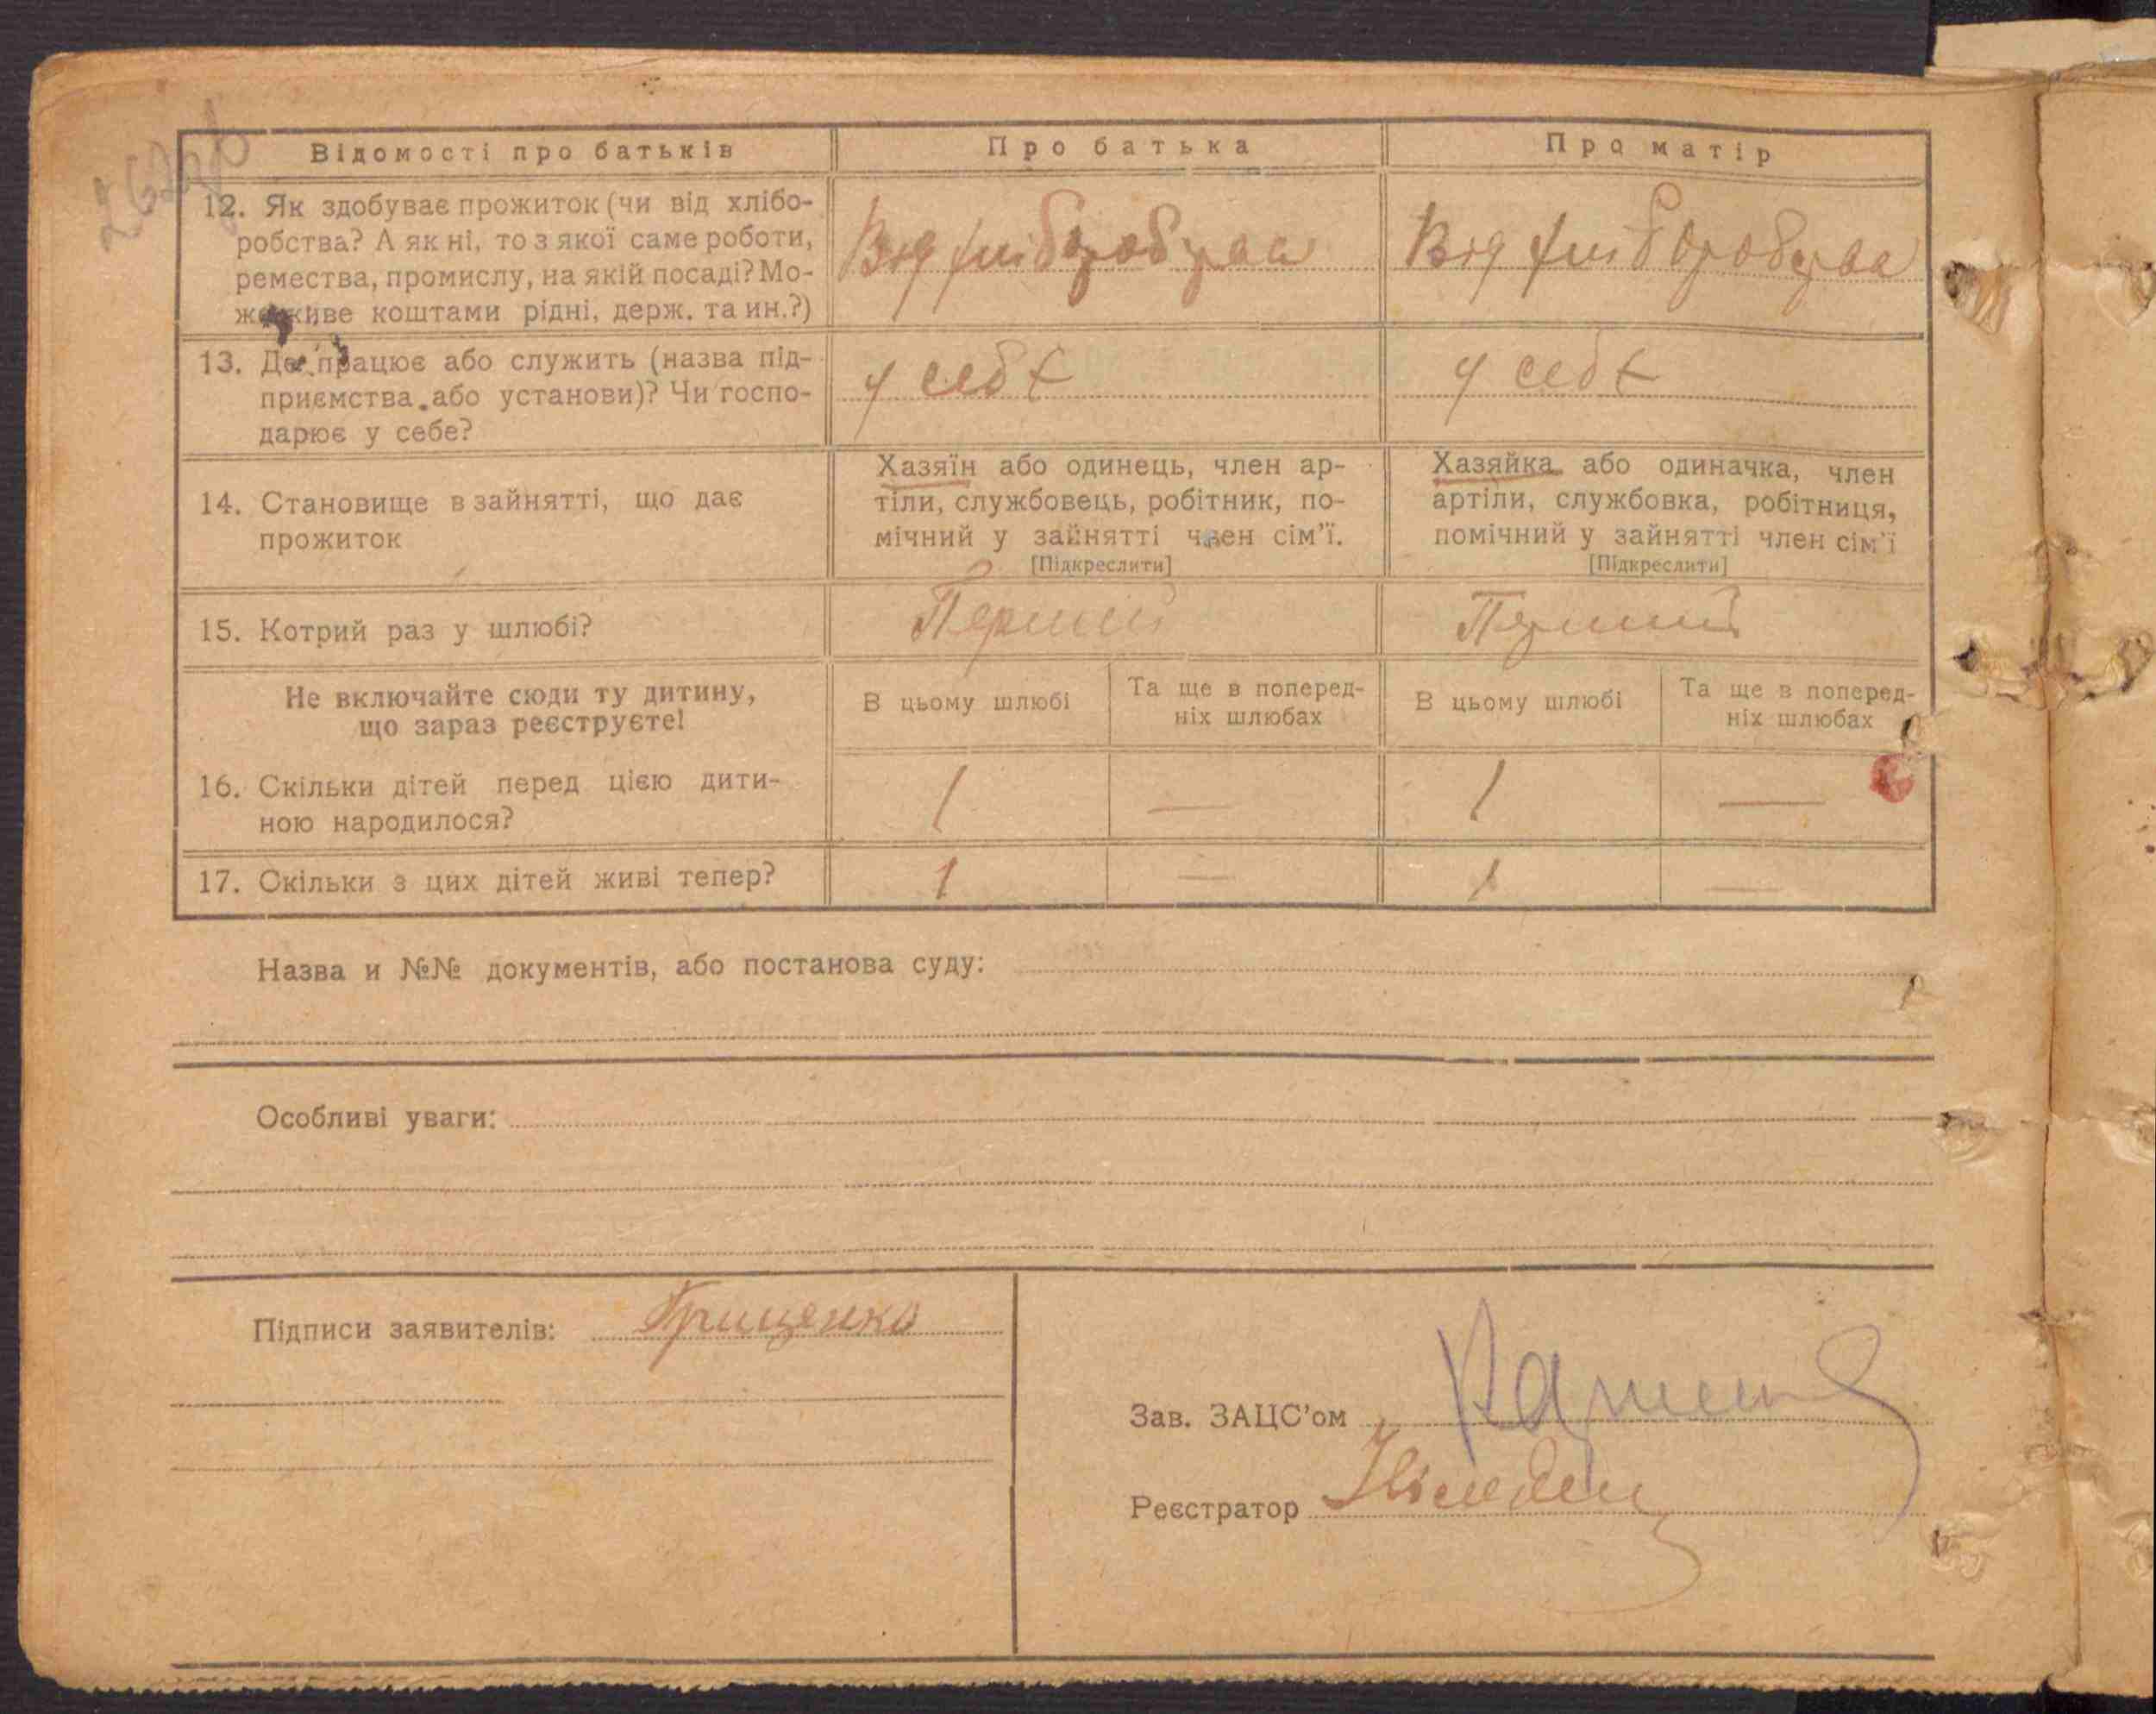 Відомості про батьків
Про батька
Про матір
12. Як здобуває прожиток (чи від хлібо-
робства? А як ні, то з якої саме роботи,
ремества, промислу, на якій посаді? Мо-
же живе коштами рідні, держ. та ин.?)
Від хліборобства
Від хліборобства
13. Де працює або служить (назва під-
приємства або установи)? Чи госпо-
дарює у себе?
у себе
у себе
14. Становище в зайнятті, що дає
прожиток
Хазяїн або одинець, член ар-
тіли, службовець, робітник, по-
мічний у зайнятті член сім'ї.
[Підкреслити]
Хазяйка або одиначка, член
артіли, службовка, робітниця,
помічний у зайнятті член сім'ї
[Підкреслити]
15. Котрий раз у шлюбі?
Перший
Перший
Не включайте сюди ту дитину,
що зараз реєструєте!
В цьому шлюбі
Та ще в поперед-
ніх шлюбах
В цьому шлюбі
Та ще в поперед-
ніх шлюбах
16. Скільки дітей перед цією дити-
ною народилося?
1 — 1 —
17. Скільки з цих дітей живі тепер?
1 — 1 —
Назва и №№ документів, або постанова суду:
Особливі уваги:
Підписи заявителів: Грищенко
Зав. ЗАЦС'ом
Реєстратор